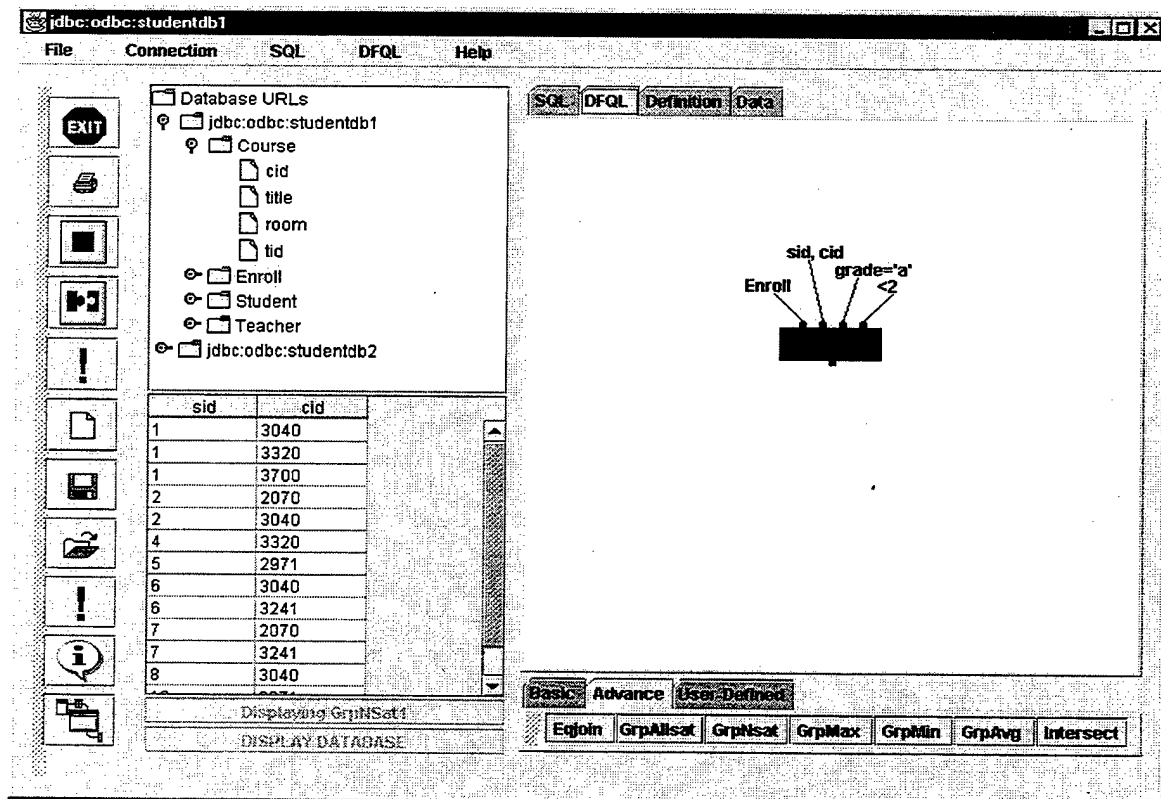 jdbc:odbc:studentdb1
File Connection SQL DFQL Help
EXIT
Database URLs
jdbc:odbc:studentdb1
Course
cid
title
room
tid
Enroll
Student
Teacher
jdbc:odbc:studentdb2
sid cid
1 3040
1 3320
1 3700
2 2070
2 3040
4 3320
5 2971
6 3040
6 3241
7 2070
7 3241
8 3040
Displaying GrpNSat1
DISPLAY DATABASE
SQL DFQL Definition Data
sid, cid
grade='a'
Enroll <2
Basic Advance User-Defined
Eqjoin GrpAllsat GrpNsat GrpMax GrpMin GrpAvg Intersect